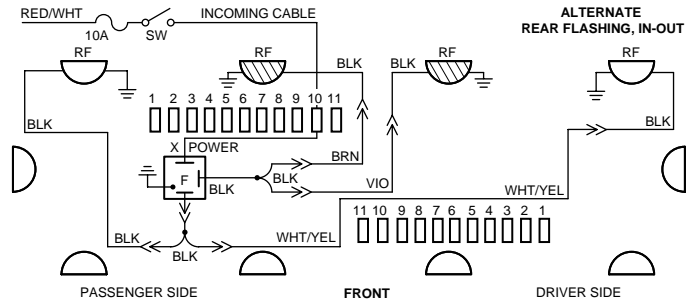 RED/WHT
INCOMING CABLE
ALTERNATE
REAR FLASHING, IN-OUT
10A
SW
RF
RF
RF
RF
BLK
BLK
BLK
BLK
1 2 3 4 5 6 7 8 9 10 11
X POWER
F
BLK
BLK
BRN
VIO
WHT/YEL
11 10 9 8 7 6 5 4 3 2 1
BLK
BLK
WHT/YEL
PASSENGER SIDE
FRONT
DRIVER SIDE